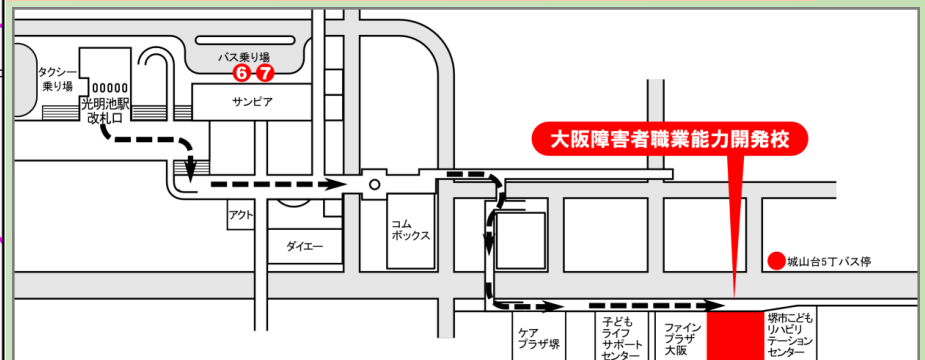 バス乗り場
❻❼
タクシー
乗り場
サンピア
光明池駅
改札口
大阪障害者職業能力開発校
アクト
ダイエー
コム
ボックス
城山台5丁バス停
ケア
プラザ堺
子ども
ライフ
サポート
センター
ファイン
プラザ
大阪
堺市こども
リハビリ
テーション
センター